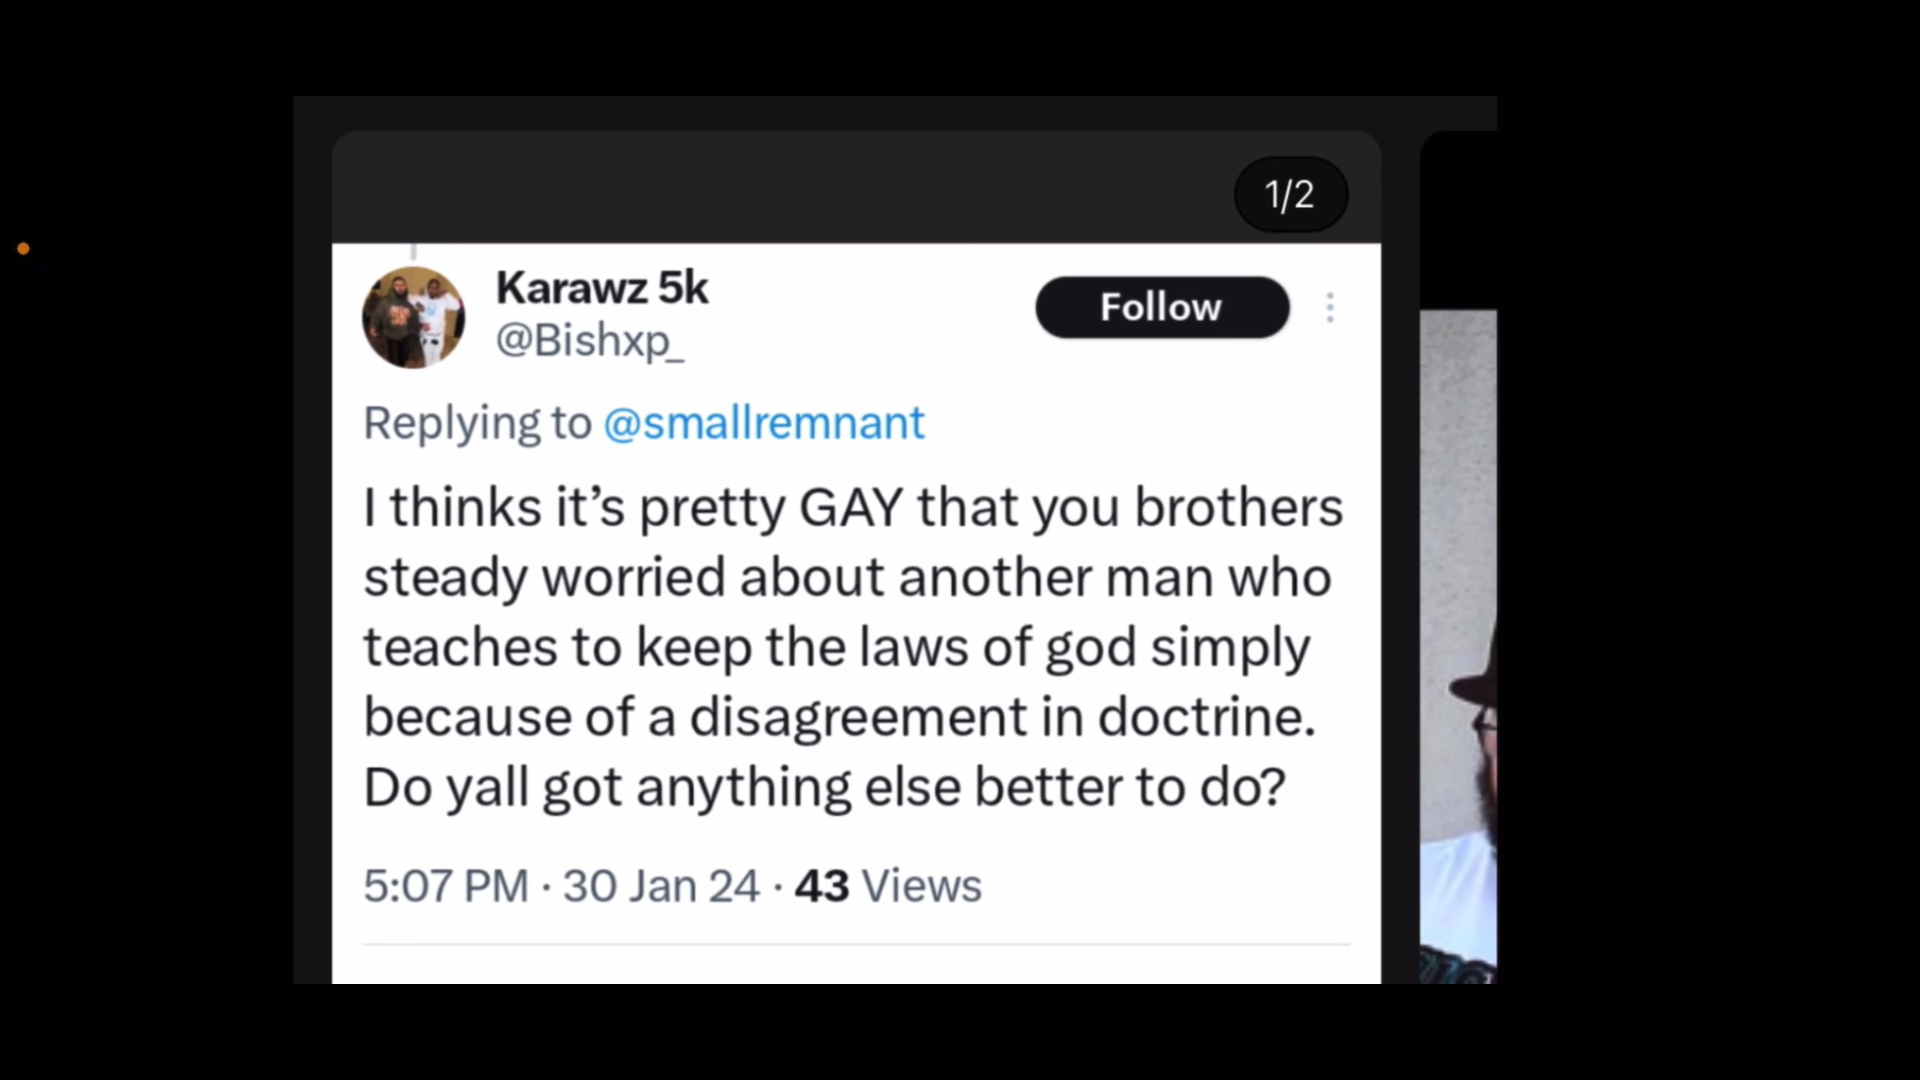 1/2
Karawz 5k
Follow
@Bishxp_
Replying to @smallremnant
I thinks it’s pretty GAY that you brothers
steady worried about another man who
teaches to keep the laws of god simply
because of a disagreement in doctrine.
Do yall got anything else better to do?
5:07 PM · 30 Jan 24 · 43 Views